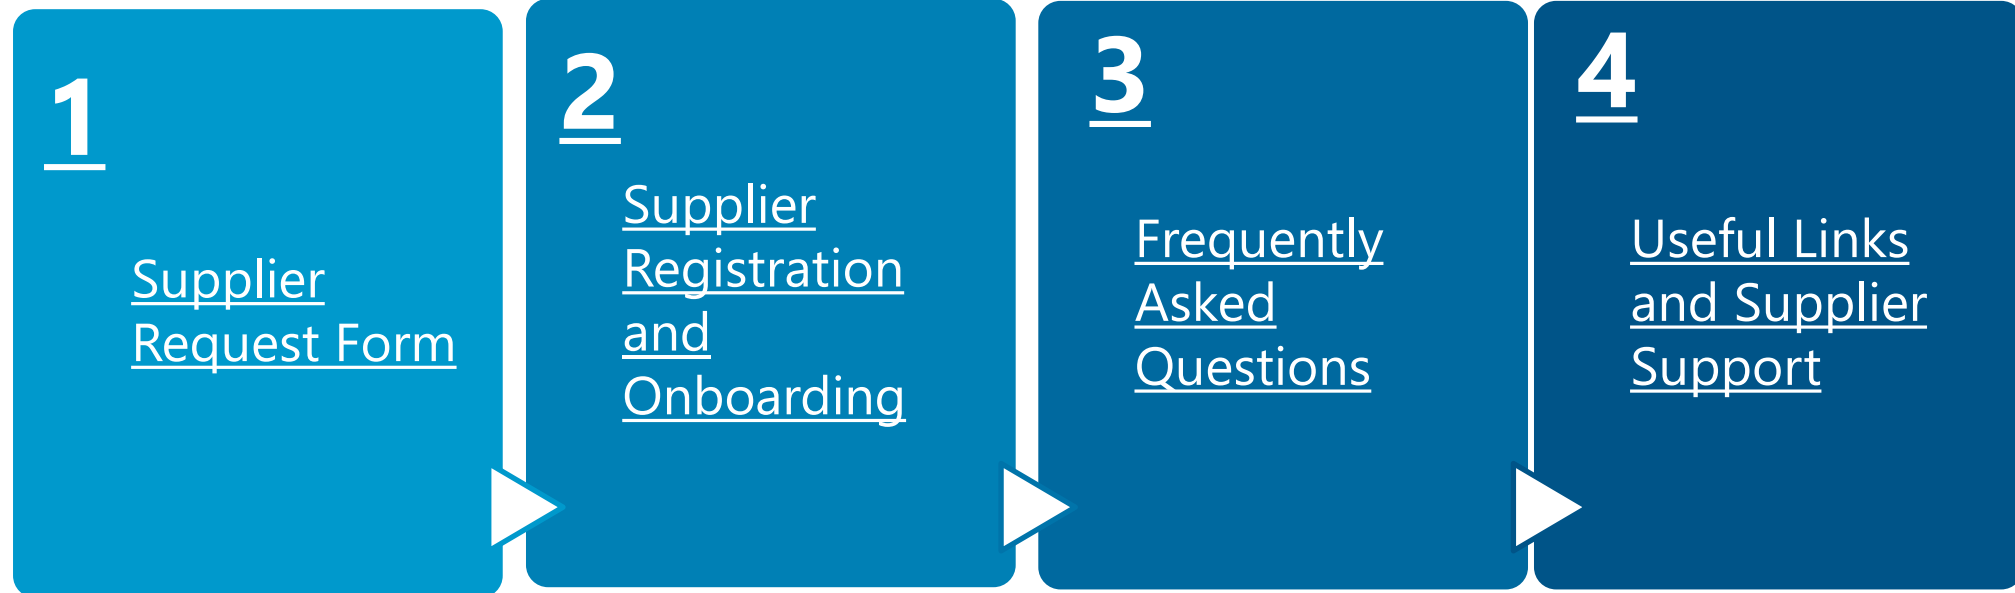 1
Supplier
Request Form
2
Supplier
Registration
and
Onboarding
3
Frequently
Asked
Questions
4
Useful Links
and Supplier
Support